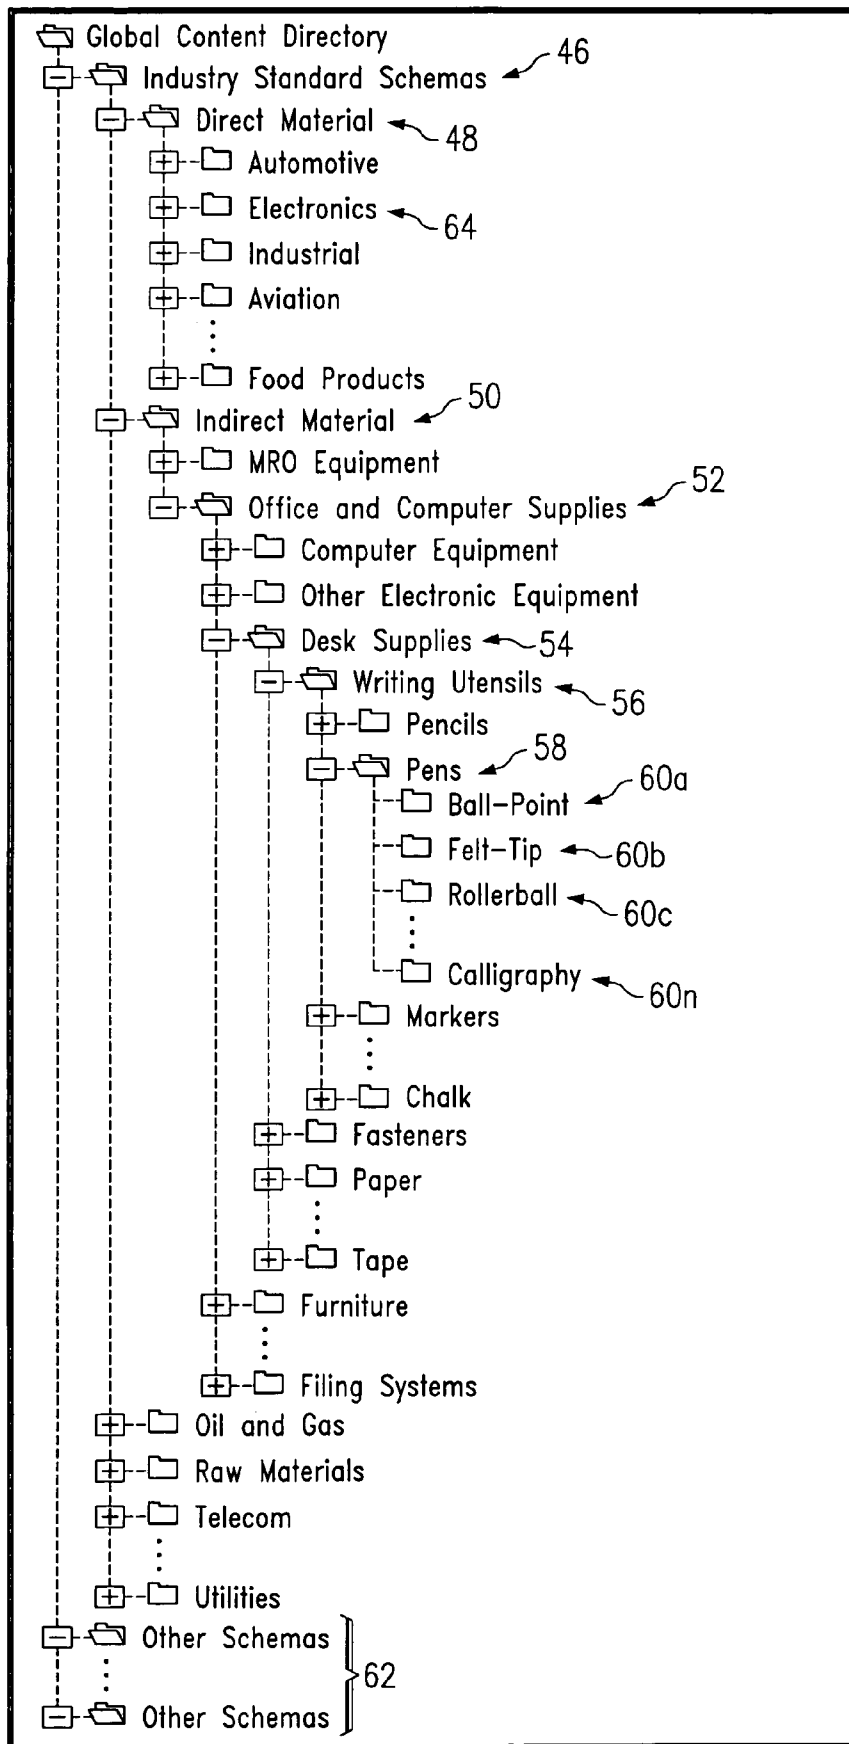 Global Content Directory
Industry Standard Schemas 46
Direct Material 48
Automotive
Electronics 64
Industrial
Aviation
Food Products
Indirect Material 50
MRO Equipment
Office and Computer Supplies 52
Computer Equipment
Other Electronic Equipment
Desk Supplies 54
Writing Utensils 56
Pencils
Pens 58
Ball-Point 60a
Felt-Tip 60b
Rollerball 60c
Calligraphy 60n
Markers
Chalk
Fasteners
Paper
Tape
Furniture
Filing Systems
Oil and Gas
Raw Materials
Telecom
Utilities
Other Schemas
62
Other Schemas